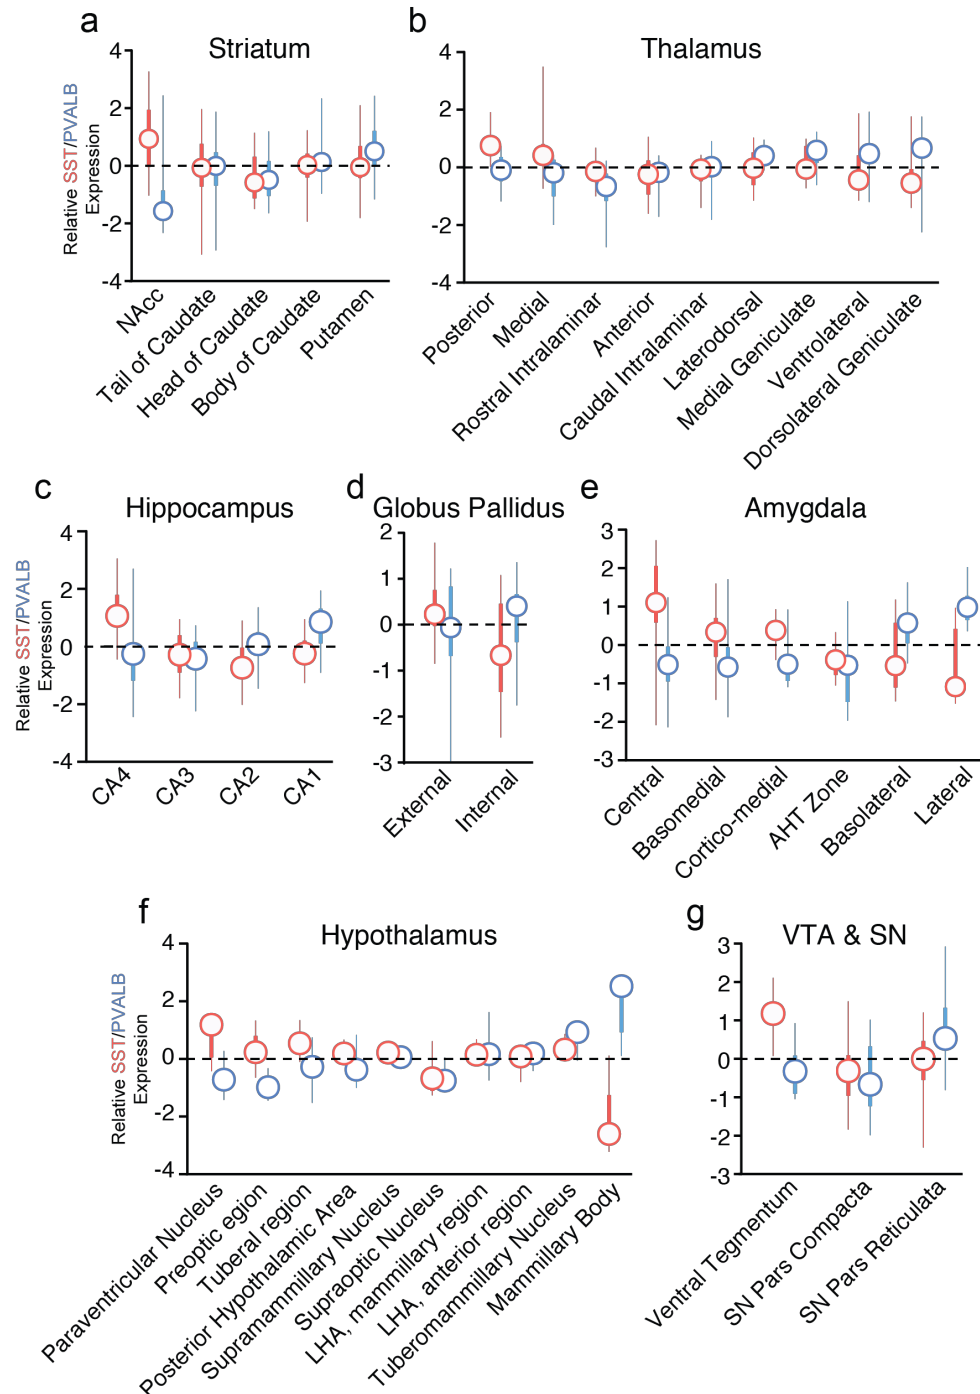 a
Striatum
4
2
0
-2
-4
Relative SST/PVALB
Expression
NAcc
Tail of Caudate
Head of Caudate
Body of Caudate
Putamen
b
Thalamus
4
2
0
-2
-4
Posterior
Medial
Rostral Intralaminar
Anterior
Caudal Intralaminar
Laterodorsal
Medial Geniculate
Ventrolateral
Dorsolateral Geniculate
c
Hippocampus
4
2
0
-2
-4
Relative SST/PVALB
Expression
CA4
CA3
CA2
CA1
d
Globus Pallidus
2
1
0
-1
-2
-3
External
Internal
e
Amygdala
3
2
1
0
-1
-2
-3
Central
Basomedial
Cortico-medial
AHT Zone
Basolateral
Lateral
f
Hypothalamus
4
2
0
-2
-4
Relative SST/PVALB
Expression
Paraventricular Nucleus
Preoptic egion
Tuberal region
Posterior Hypothalamic Area
Supramammillary Nucleus
Supraoptic Nucleus
LHA, mammillary region
LHA, anterior region
Tuberomammillary Nucleus
Mammillary Body
g
VTA & SN
3
2
1
0
-1
-2
-3
Ventral Tegmentum
SN Pars Compacta
SN Pars Reticulata